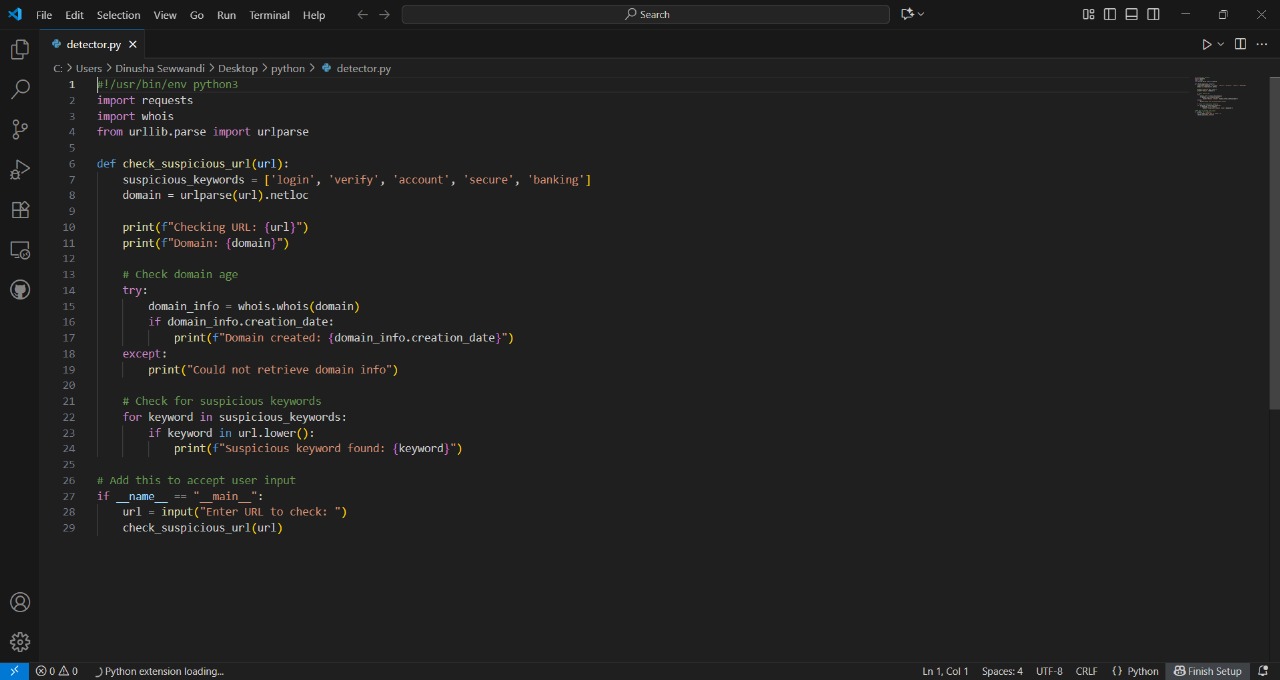 File Edit Selection View Go Run Terminal Help
Search
detector.py
C: > Users > Dinusha Sewwandi > Desktop > python > detector.py
1 #!/usr/bin/env python3
2 import requests
3 import whois
4 from urllib.parse import urlparse
5
6 def check_suspicious_url(url):
7     suspicious_keywords = ['login', 'verify', 'account', 'secure', 'banking']
8     domain = urlparse(url).netloc
9
10     print(f"Checking URL: {url}")
11     print(f"Domain: {domain}")
12
13     # Check domain age
14     try:
15         domain_info = whois.whois(domain)
16         if domain_info.creation_date:
17             print(f"Domain created: {domain_info.creation_date}")
18     except:
19         print("Could not retrieve domain info")
20
21     # Check for suspicious keywords
22     for keyword in suspicious_keywords:
23         if keyword in url.lower():
24             print(f"Suspicious keyword found: {keyword}")
25
26 # Add this to accept user input
27 if __name__ == "__main__":
28     url = input("Enter URL to check: ")
29     check_suspicious_url(url)
0 0 Python extension loading... Ln 1, Col 1 Spaces: 4 UTF-8 CRLF {} Python Finish Setup